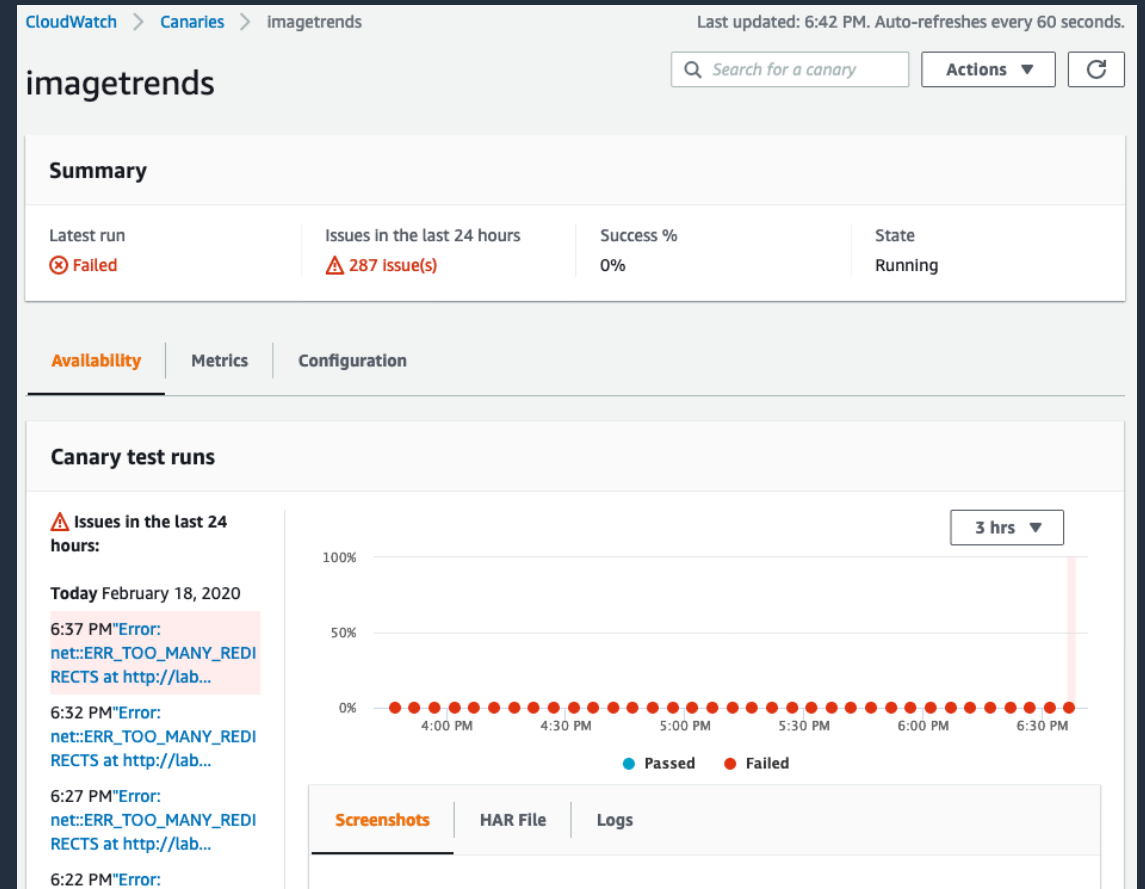 CloudWatch > Canaries > imagetrends
Last updated: 6:42 PM. Auto-refreshes every 60 seconds.
imagetrends
Search for a canary
Actions
Summary
Latest run
Failed
Issues in the last 24 hours
287 issue(s)
Success %
0%
State
Running
Availability
Metrics
Configuration
Canary test runs
Issues in the last 24
hours:
Today February 18, 2020
6:37 PM"Error:
net::ERR_TOO_MANY_REDI
RECTS at http://lab...
6:32 PM"Error:
net::ERR_TOO_MANY_REDI
RECTS at http://lab...
6:27 PM"Error:
net::ERR_TOO_MANY_REDI
RECTS at http://lab...
6:22 PM"Error:
3 hrs
100%
50%
0%
4:00 PM 4:30 PM 5:00 PM 5:30 PM 6:00 PM 6:30 PM
Passed Failed
Screenshots
HAR File
Logs